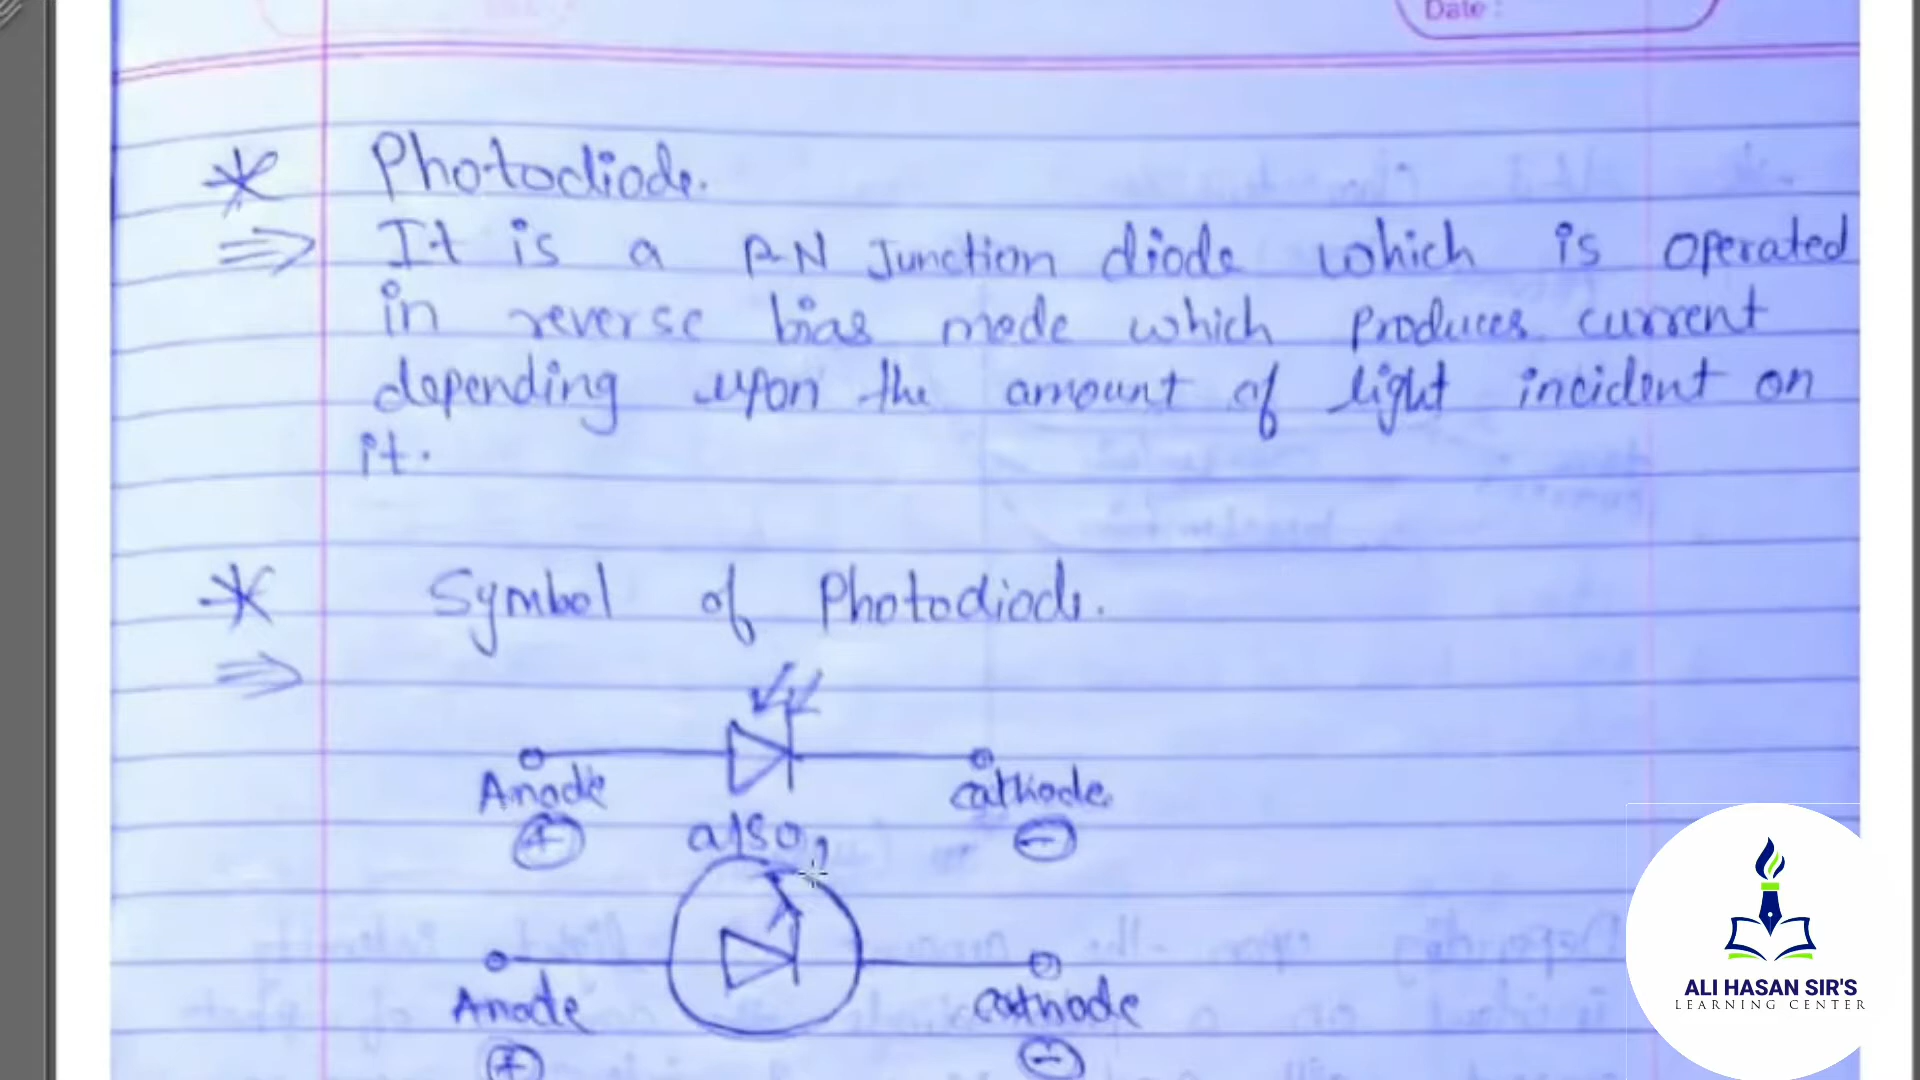 Date :
* Photodiode.
⇒ It is a P-N Junction diode which is operated
in reverse bias mode which produces current
depending upon the amount of light incident on
it.
* Symbol of Photodiode.
⇒
Anode cathode.
+ −
also,
Anode cathode
+ −
ALI HASAN SIR'S
LEARNING CENTER